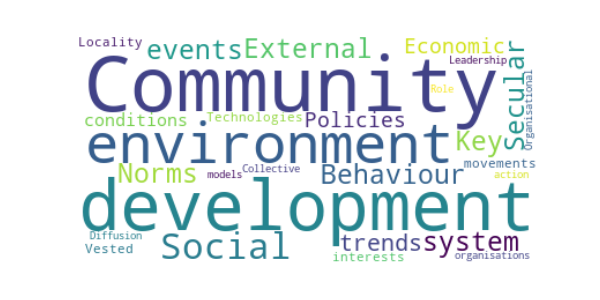 Locality
events
External
Economic
Leadership
Community
Secular
Organisational
Role
conditions
Technologies
Policies
environment
Key
movements
Norms
models
Collective
Behaviour
action
development
Diffusion
Vested
Social
trends
system
interests
organisations